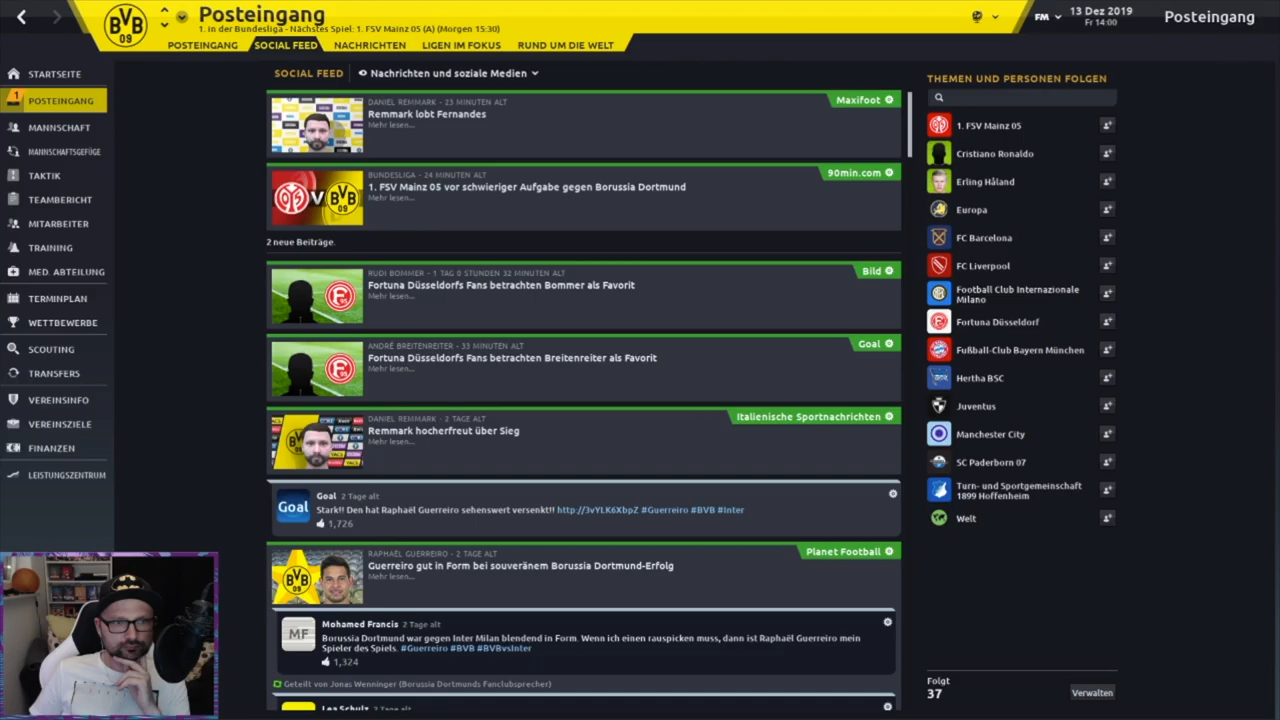 Posteingang
1. in der Bundesliga - Nächstes Spiel: 1. FSV Mainz 05 (A) (Morgen 15:30)
FM
13 Dez 2019
Fr 14:00
Posteingang
POSTEINGANG
SOCIAL FEED
NACHRICHTEN
LIGEN IM FOKUS
RUND UM DIE WELT
BVB
09
STARTSEITE
1
POSTEINGANG
MANNSCHAFT
MANNSCHAFTSGEFÜGE
TAKTIK
TEAMBERICHT
MITARBEITER
TRAINING
MED. ABTEILUNG
TERMINPLAN
WETTBEWERBE
SCOUTING
TRANSFERS
VEREINSINFO
VEREINSZIELE
FINANZEN
LEISTUNGSZENTRUM
SOCIAL FEED
Nachrichten und soziale Medien
DANIEL REMMARK - 23 MINUTEN ALT
Maxifoot
Remmark lobt Fernandes
Mehr lesen...
BUNDESLIGA - 24 MINUTEN ALT
90min.com
1. FSV Mainz 05 vor schwieriger Aufgabe gegen Borussia Dortmund
Mehr lesen...
V
BVB
09
2 neue Beiträge.
RUDI BOMMER - 1 TAG 0 STUNDEN 32 MINUTEN ALT
Bild
Fortuna Düsseldorfs Fans betrachten Bommer als Favorit
Mehr lesen...
ANDRÉ BREITENREITER - 33 MINUTEN ALT
Goal
Fortuna Düsseldorfs Fans betrachten Breitenreiter als Favorit
Mehr lesen...
DANIEL REMMARK - 2 TAGE ALT
Italienische Sportnachrichten
Remmark hocherfreut über Sieg
Mehr lesen...
Goal
Goal 2 Tage alt
Stark!! Den hat Raphaël Guerreiro sehenswert versenkt!! http://3vYLK6XbpZ #Guerreiro #BVB #Inter
1,726
RAPHAËL GUERREIRO - 2 TAGE ALT
Planet Football
Guerreiro gut in Form bei souveränem Borussia Dortmund-Erfolg
Mehr lesen...
BVB
09
MF
Mohamed Francis 2 Tage alt
Borussia Dortmund war gegen Inter Milan blendend in Form. Wenn ich einen rauspicken muss, dann ist Raphaël Guerreiro mein
Spieler des Spiels. #Guerreiro #BVB #BVBvsInter
1,324
Geteilt von Jonas Wenninger (Borussia Dortmunds Fanclubsprecher)
Lea Schulz 2 Tage alt
THEMEN UND PERSONEN FOLGEN
1. FSV Mainz 05
Cristiano Ronaldo
Erling Håland
Europa
FC Barcelona
FC Liverpool
Football Club Internazionale
Milano
Fortuna Düsseldorf
Fußball-Club Bayern München
Hertha BSC
Juventus
Manchester City
SC Paderborn 07
Turn- und Sportgemeinschaft
1899 Hoffenheim
Welt
Folgt
37
Verwalten